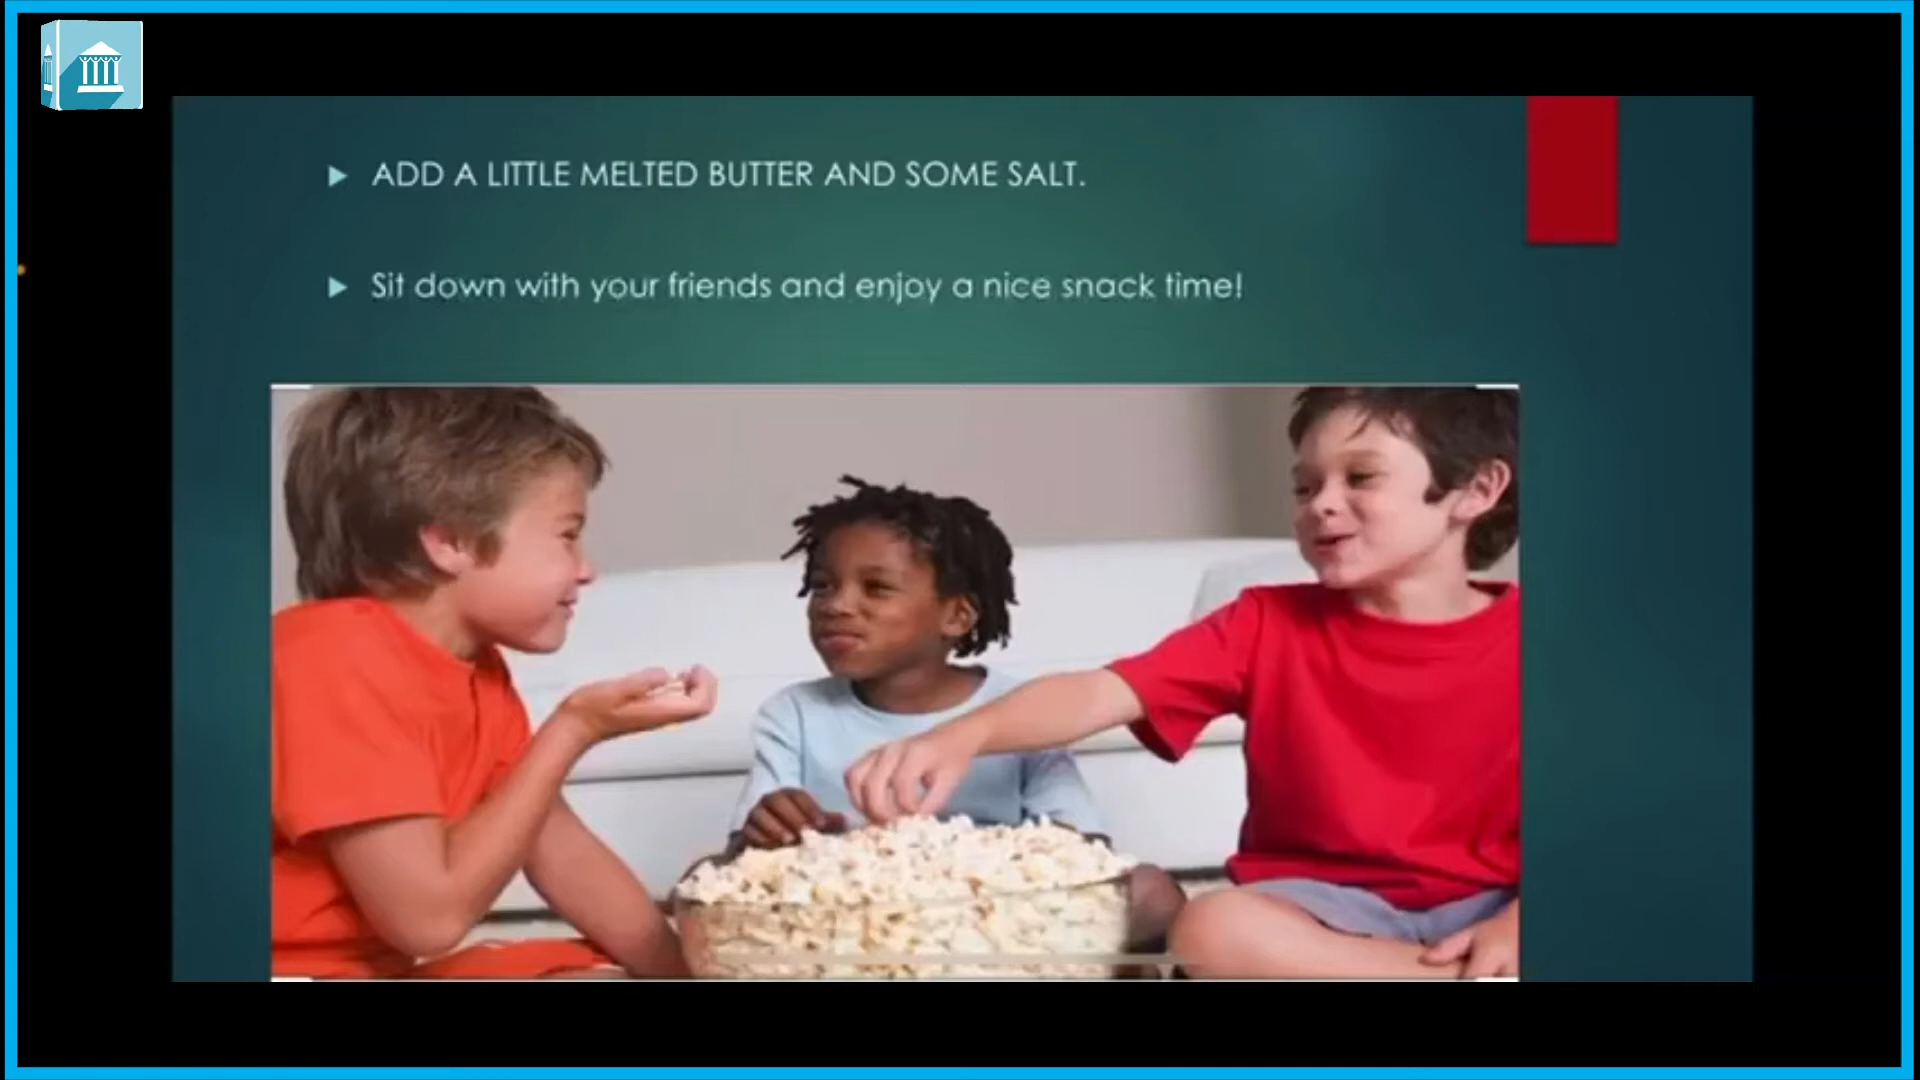 ADD A LITTLE MELTED BUTTER AND SOME SALT.
Sit down with your friends and enjoy a nice snack time!